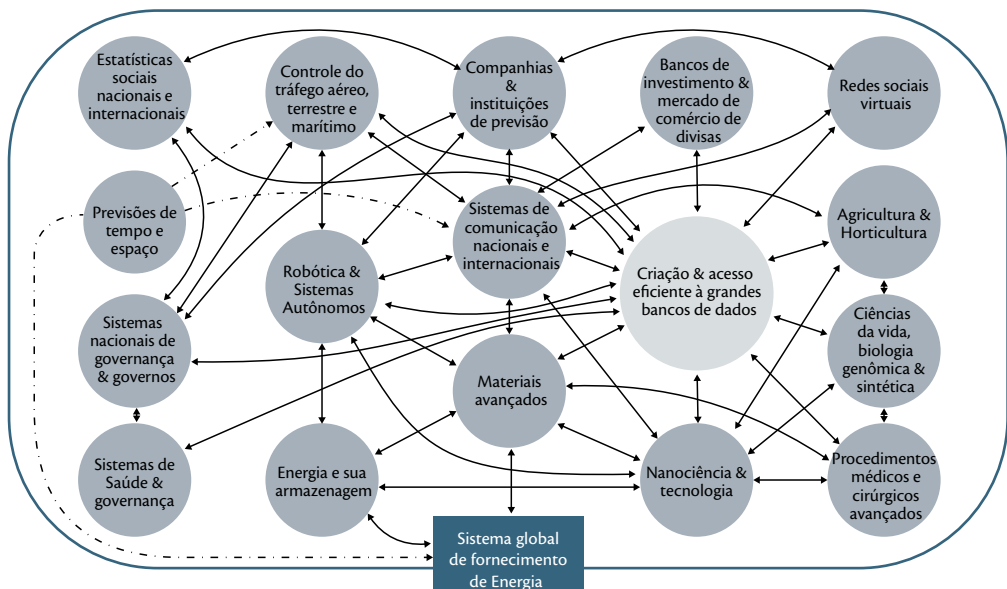 Estatísticas
sociais
nacionais e
internacionais
Controle do
tráfego aéreo,
terrestre e
marítimo
Companhias
&
instituições
de previsão
Bancos de
investimento &
mercado de
comércio de
divisas
Redes sociais
virtuais
Previsões de
tempo e
espaço
Sistemas de
comunicação
nacionais e
internacionais
Agricultura &
Horticultura
Robótica &
Sistemas
Autônomos
Criação & acesso
eficiente à grandes
bancos de dados
Sistemas
nacionais de
governança
& governos
Materiais
avançados
Ciências
da vida,
biologia
genômica &
sintética
Sistemas de
Saúde &
governança
Energia e sua
armazenagem
Nanociência &
tecnologia
Procedimentos
médicos e
cirúrgicos
avançados
Sistema global
de fornecimento
de Energia